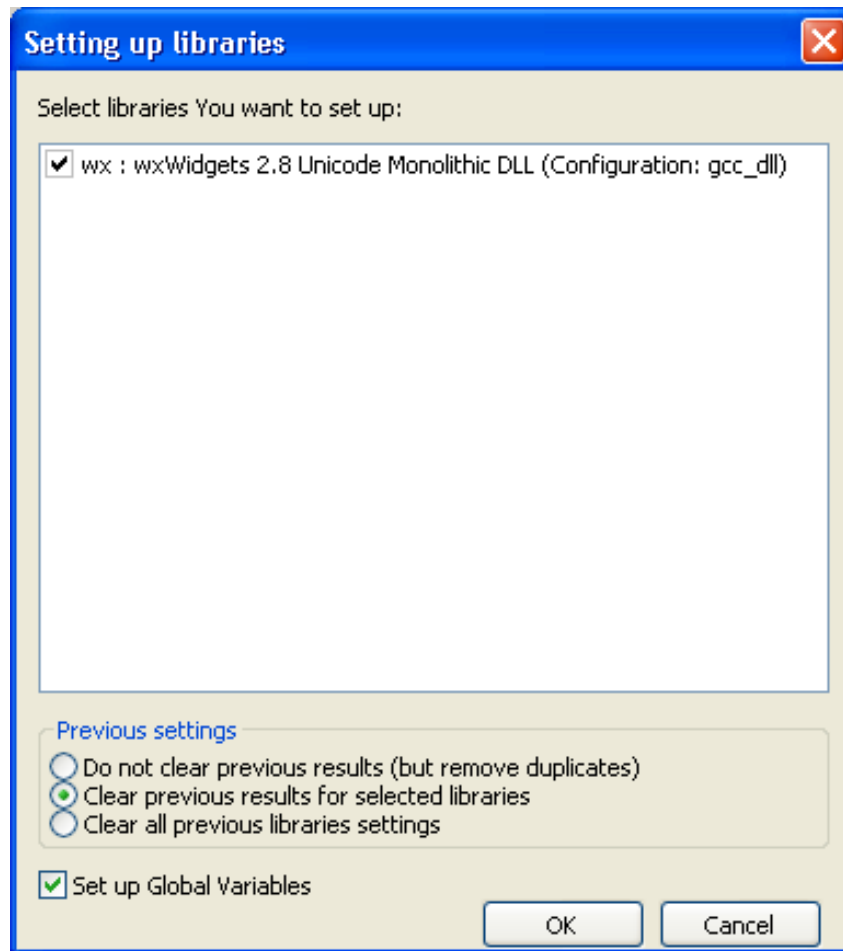 Setting up libraries
Select libraries You want to set up:
wx : wxWidgets 2.8 Unicode Monolithic DLL (Configuration: gcc_dll)
Previous settings
Do not clear previous results (but remove duplicates)
Clear previous results for selected libraries
Clear all previous libraries settings
Set up Global Variables
OK Cancel